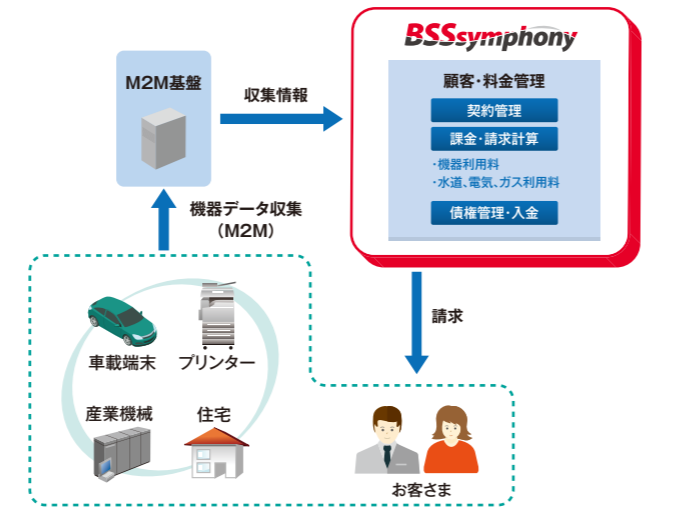 BSSsymphony
M2M基盤
収集情報
顧客・料金管理
契約管理
課金・請求計算
・機器利用料
・水道、電気、ガス利用料
債権管理・入金
機器データ収集
（M2M）
請求
車載端末
プリンター
産業機械
住宅
お客さま